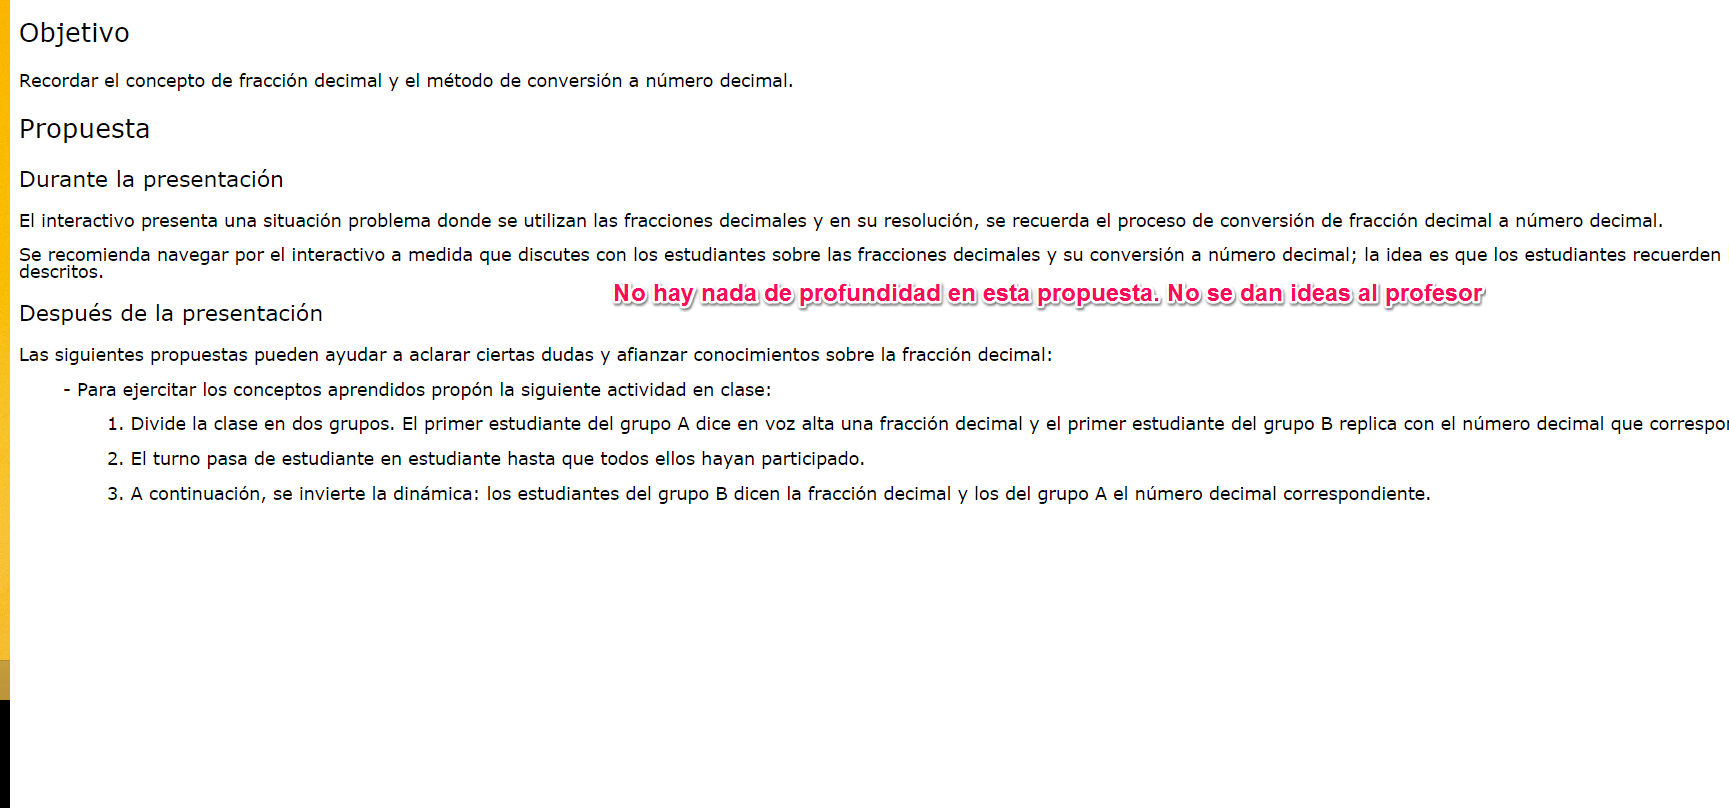 Objetivo
Recordar el concepto de fracción decimal y el método de conversión a número decimal.
Propuesta
Durante la presentación
El interactivo presenta una situación problema donde se utilizan las fracciones decimales y en su resolución, se recuerda el proceso de conversión de fracción decimal a número decimal.
Se recomienda navegar por el interactivo a medida que discutes con los estudiantes sobre las fracciones decimales y su conversión a número decimal; la idea es que los estudiantes recuerden
descritos.
No hay nada de profundidad en esta propuesta. No se dan ideas al profesor
Después de la presentación
Las siguientes propuestas pueden ayudar a aclarar ciertas dudas y afianzar conocimientos sobre la fracción decimal:
- Para ejercitar los conceptos aprendidos propón la siguiente actividad en clase:
1. Divide la clase en dos grupos. El primer estudiante del grupo A dice en voz alta una fracción decimal y el primer estudiante del grupo B replica con el número decimal que
2. El turno pasa de estudiante en estudiante hasta que todos ellos hayan participado.
3. A continuación, se invierte la dinámica: los estudiantes del grupo B dicen la fracción decimal y los del grupo A el número decimal correspondiente.